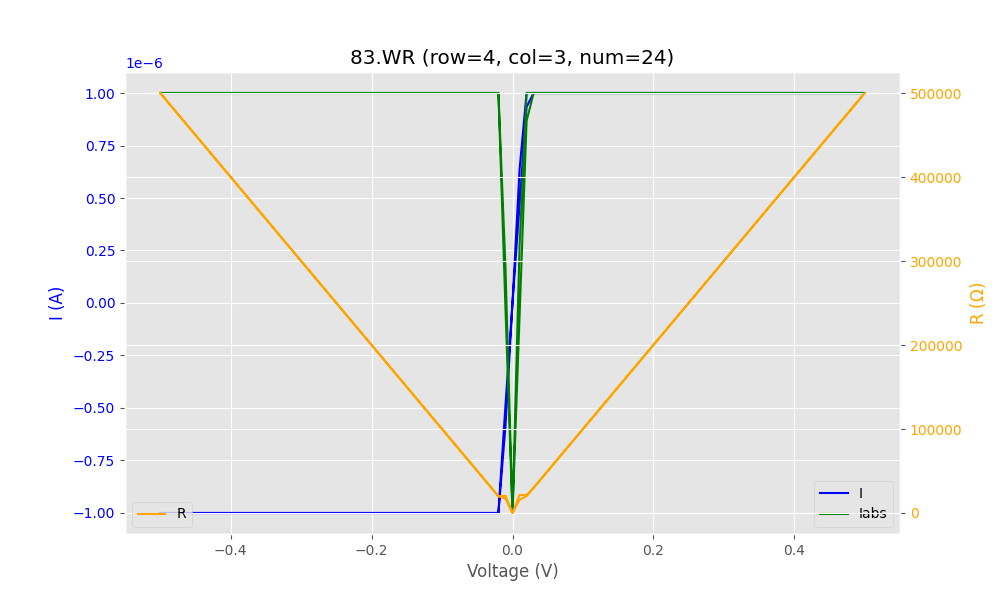 83.WR (row=4, col=3, num=24)
1e−6
1.00
0.75
0.50
0.25
0.00
−0.25
−0.50
−0.75
−1.00
I (A)
500000
400000
300000
200000
100000
0
R (Ω)
R
I
Iabs
−0.4
−0.2
0.0
0.2
0.4
Voltage (V)